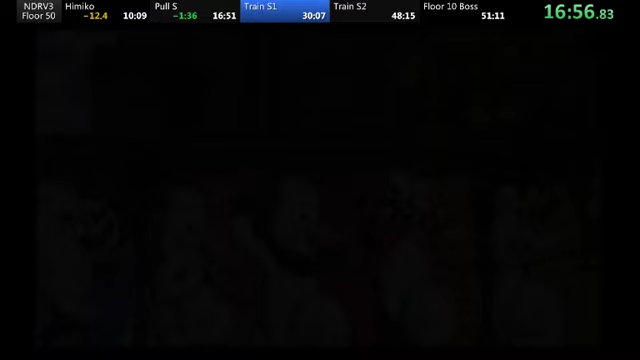 NDRV3 Himiko Pull S Train S1 Train S2 Floor 10 Boss 16:56.83
Floor 50 −12.4 10:09 −1:36 16:51 30:07 48:15 51:11